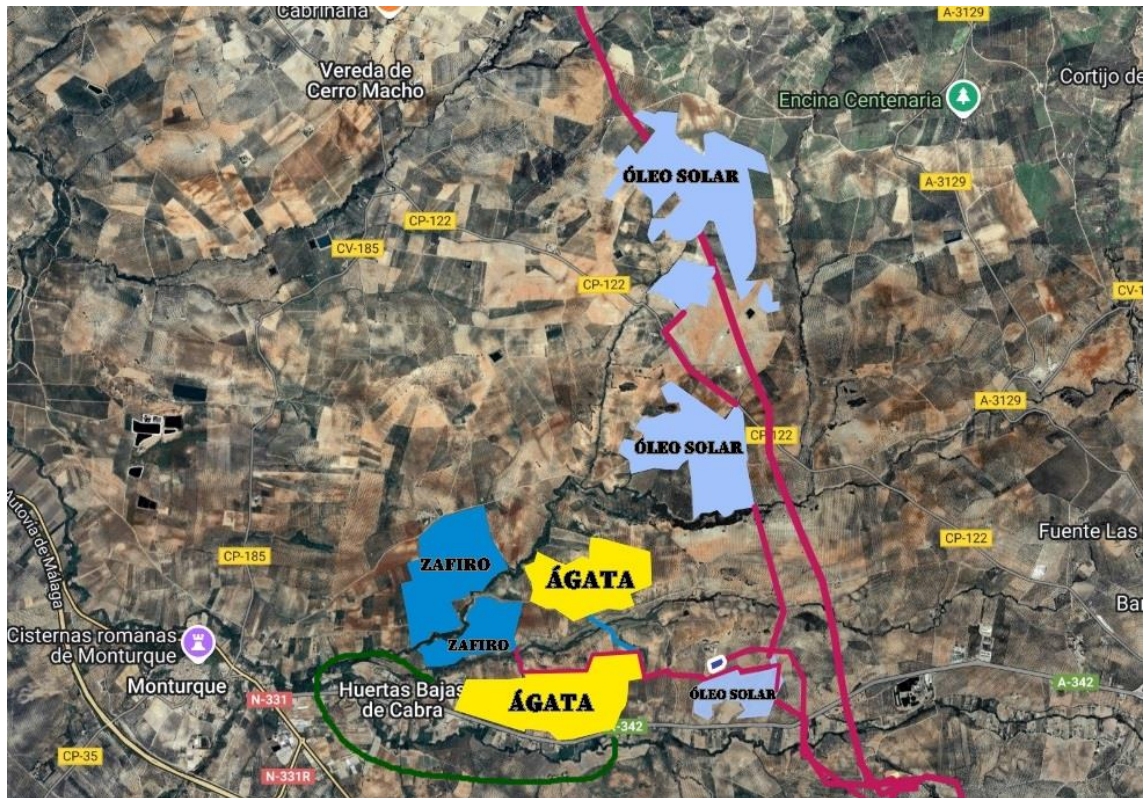 Cabriñana
A-3129
Vereda de
Cerro Macho
Encina Centenaria
Cortijo de
ÓLEO SOLAR
A-3129
CP-122
CV-185
CP-122
CV-1
A-3129
ÓLEO SOLAR
CP-122
Autovía de Málaga
Fuente Las
CP-122
CP-185
ZAFIRO
ÁGATA
Bar
Cisternas romanas
de Monturque
ZAFIRO
Monturque
Huertas Bajas
de Cabra
ÁGATA
ÓLEO SOLAR
A-342
N-331
-342
CP-35
N-331R